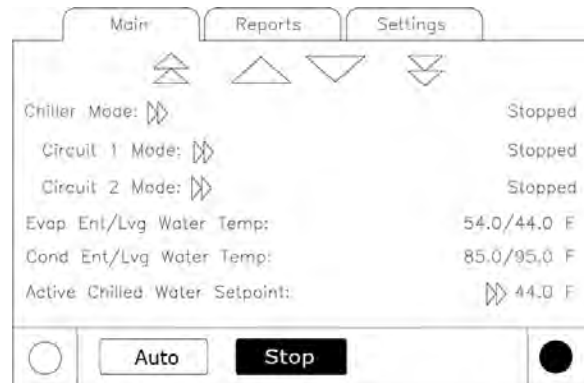 Main Reports Settings
Chiller Mode: Stopped
Circuit 1 Mode: Stopped
Circuit 2 Mode: Stopped
Evap Ent/Lvg Water Temp: 54.0/44.0 F
Cond Ent/Lvg Water Temp: 85.0/95.0 F
Active Chilled Water Setpoint: 44.0 F
Auto Stop